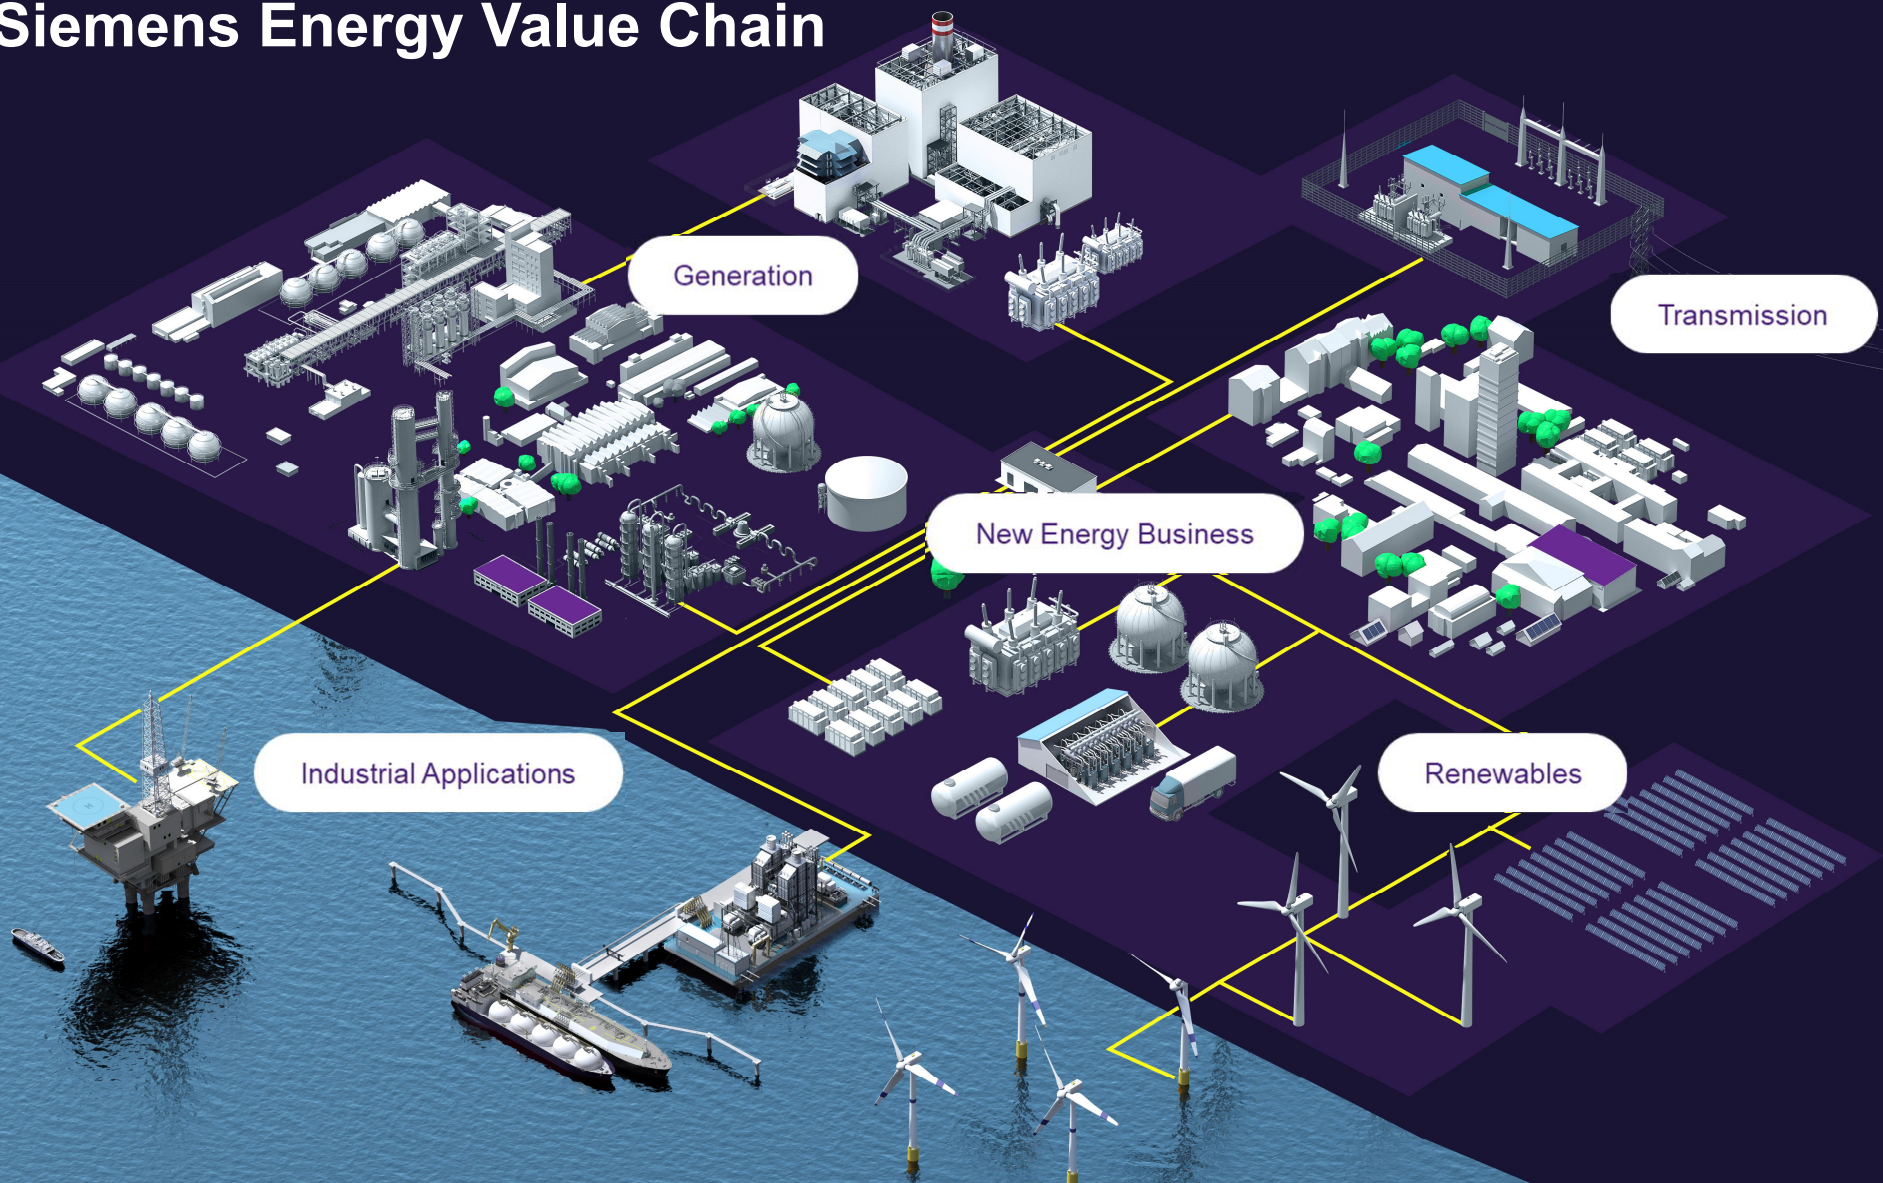 Siemens Energy Value Chain
Generation
Transmission
New Energy Business
Industrial Applications
Renewables